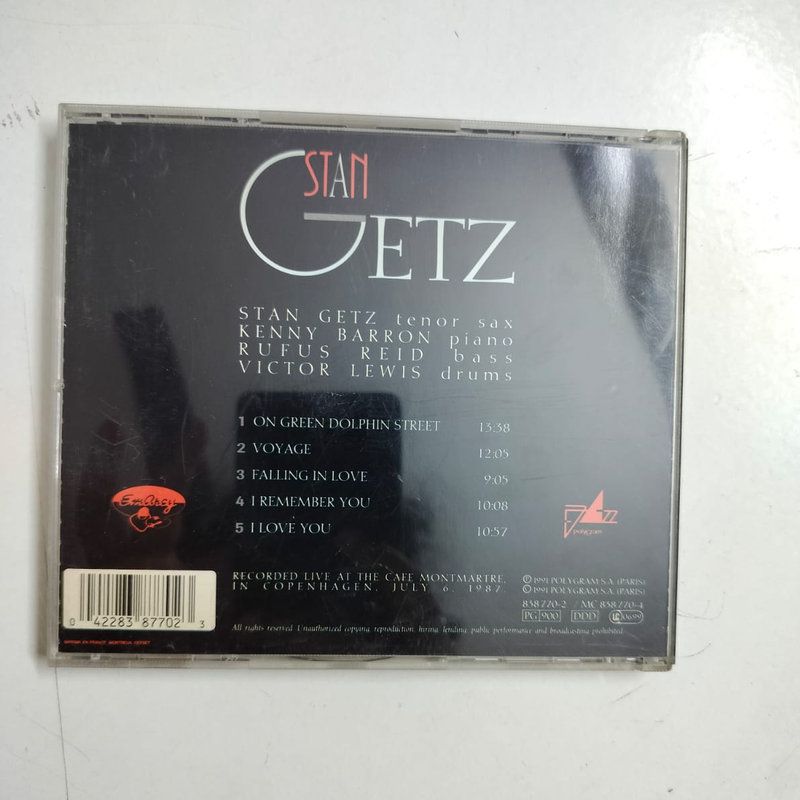 STAN
GETZ
STAN GETZ tenor sax
KENNY BARRON piano
RUFUS REID bass
VICTOR LEWIS drums
1 ON GREEN DOLPHIN STREET 13:38
2 VOYAGE 12:05
3 FALLING IN LOVE 9:05
4 I REMEMBER YOU 10:08
5 I LOVE YOU 10:57
EmArcy
polygram
RECORDED LIVE AT THE CAFE MONTMARTRE,
IN COPENHAGEN, JULY 6, 1987.
℗ 1991 POLYGRAM S.A. (PARIS)
© 1991 POLYGRAM S.A. (PARIS)
838 770-2 / MC 838 770-4
PG 900 DDD LC 0699
0 42283 87702 3
All rights reserved. Unauthorized copying, reproduction, hiring, lending, public performance and broadcasting prohibited.